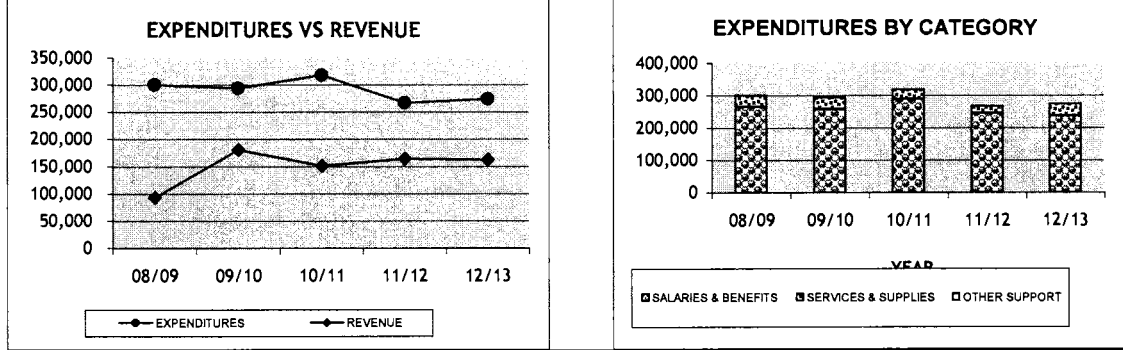 EXPENDITURES VS REVENUE
350,000
300,000
250,000
200,000
150,000
100,000
50,000
0
08/09 09/10 10/11 11/12 12/13
EXPENDITURES REVENUE
EXPENDITURES BY CATEGORY
400,000
300,000
200,000
100,000
0
08/09 09/10 10/11 11/12 12/13
YEAR
SALARIES & BENEFITS SERVICES & SUPPLIES OTHER SUPPORT